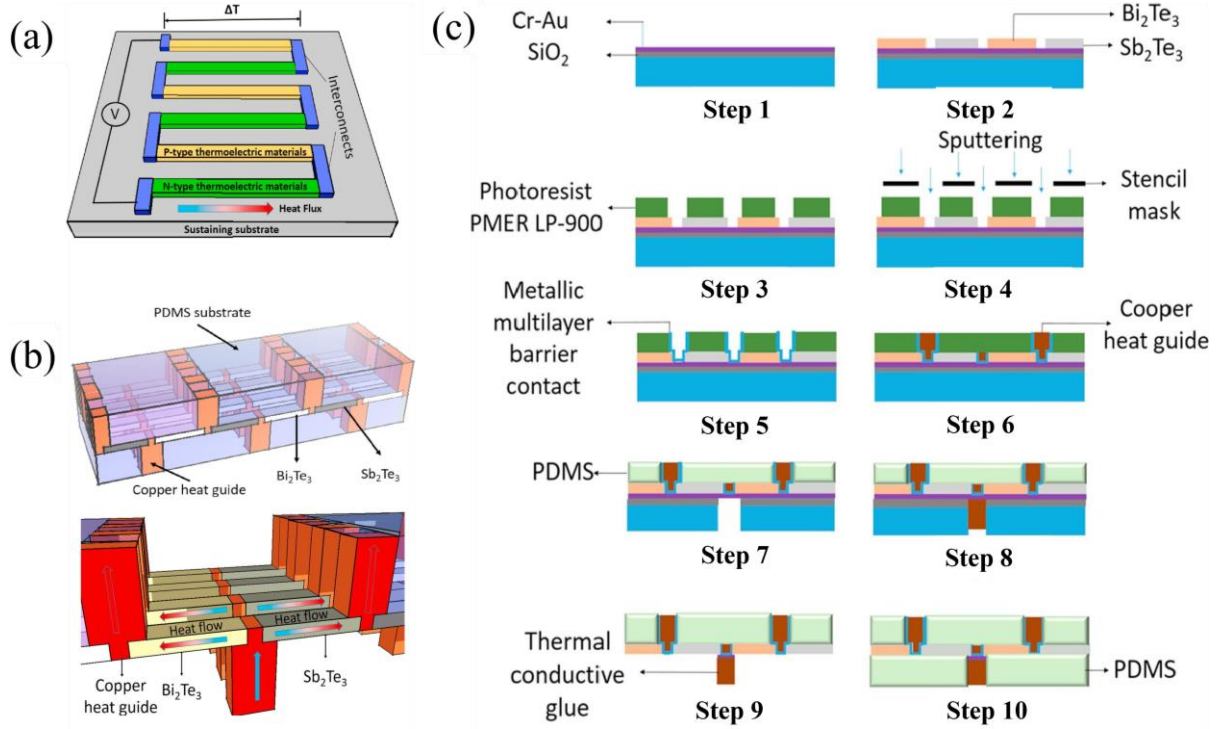 (a)
ΔT
Interconnects
V
P-type thermoelectric materials
N-type thermoelectric materials
Heat Flux
Sustaining substrate
(b)
PDMS substrate
Bi₂Te₃
Sb₂Te₃
Copper heat guide
Heat flow
Heat flow
Copper
heat guide
Bi₂Te₃
Sb₂Te₃
(c)
Cr-Au
SiO₂
Step 1
Bi₂Te₃
Sb₂Te₃
Step 2
Photoresist
PMER LP-900
Step 3
Sputtering
Stencil
mask
Step 4
Metallic
multilayer
barrier
contact
Step 5
Cooper
heat guide
Step 6
PDMS
Step 7
Step 8
Thermal
conductive
glue
Step 9
PDMS
Step 10